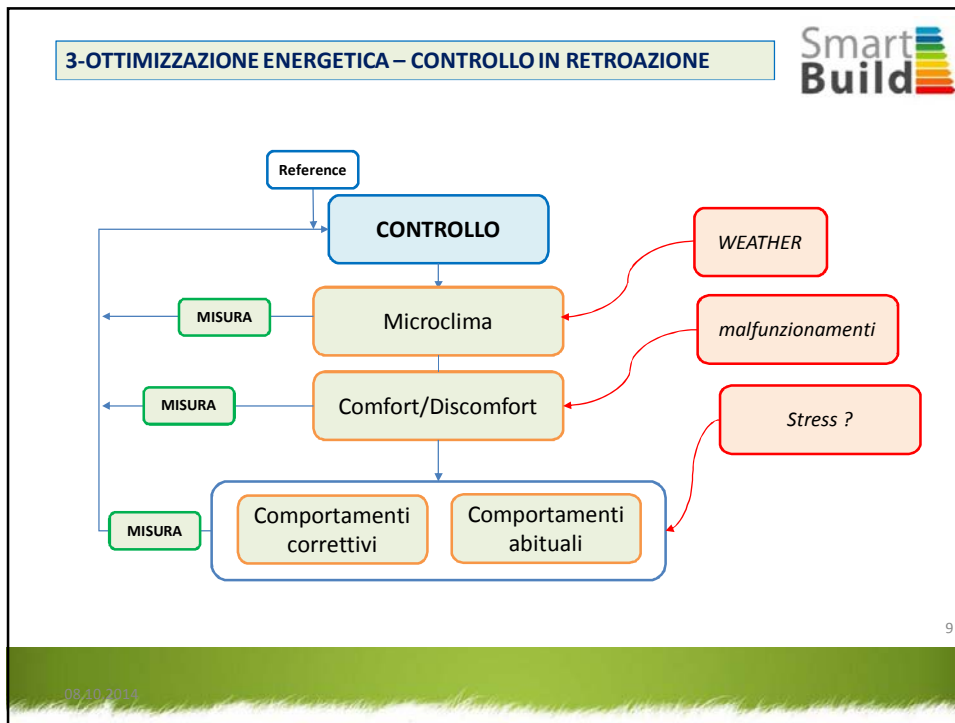 3-OTTIMIZZAZIONE ENERGETICA – CONTROLLO IN RETROAZIONE
Smart
Build
Reference
CONTROLLO
WEATHER
MISURA
Microclima
malfunzionamenti
MISURA
Comfort/Discomfort
Stress ?
MISURA
Comportamenti
correttivi
Comportamenti
abituali
9
08.10.2014